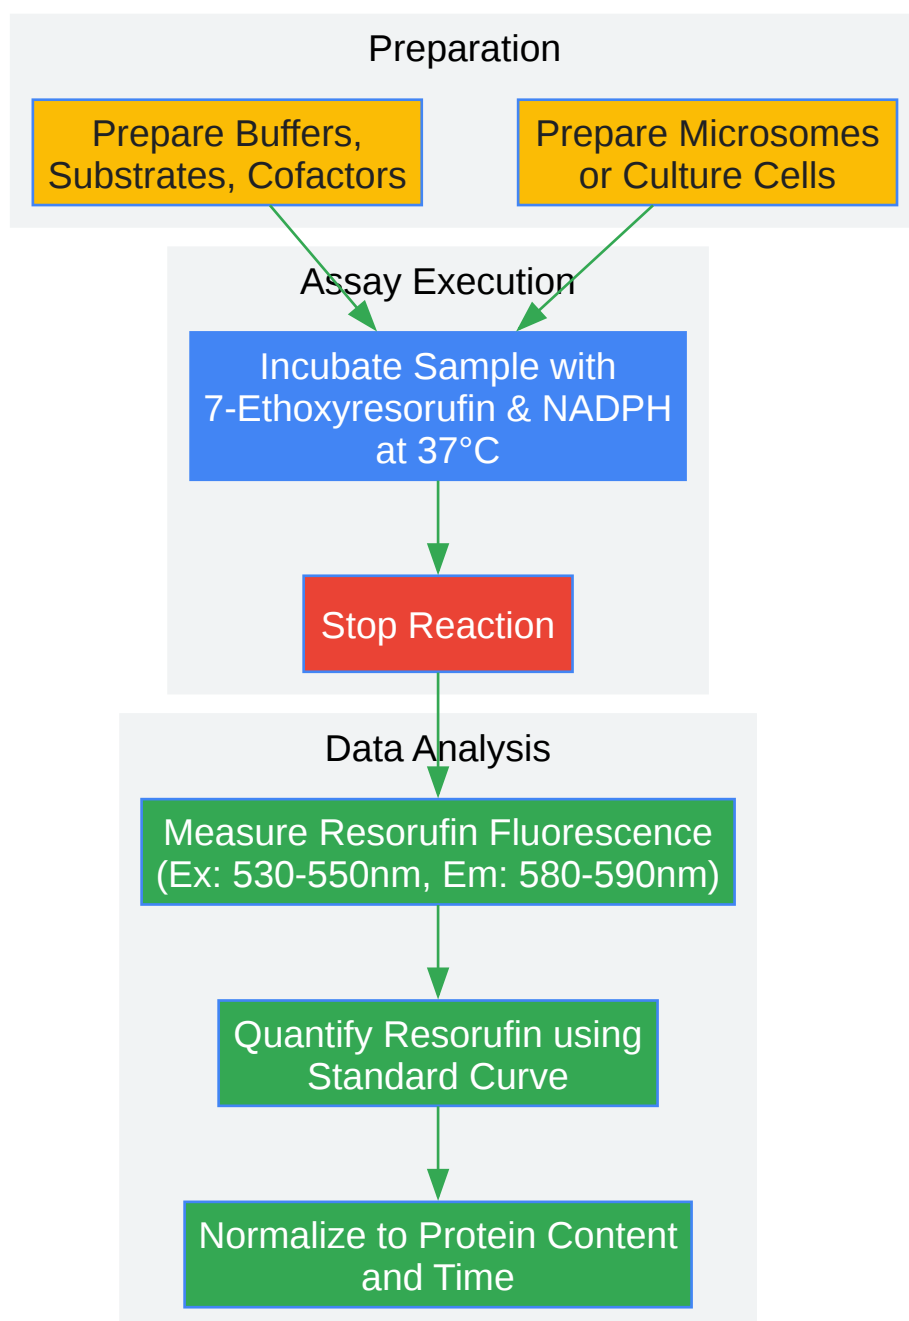 Preparation
Prepare Buffers,
Substrates, Cofactors
Prepare Microsomes
or Culture Cells
Assay Execution
Incubate Sample with
7-Ethoxyresorufin & NADPH
at 37°C
Stop Reaction
Data Analysis
Measure Resorufin Fluorescence
(Ex: 530-550nm, Em: 580-590nm)
Quantify Resorufin using
Standard Curve
Normalize to Protein Content
and Time